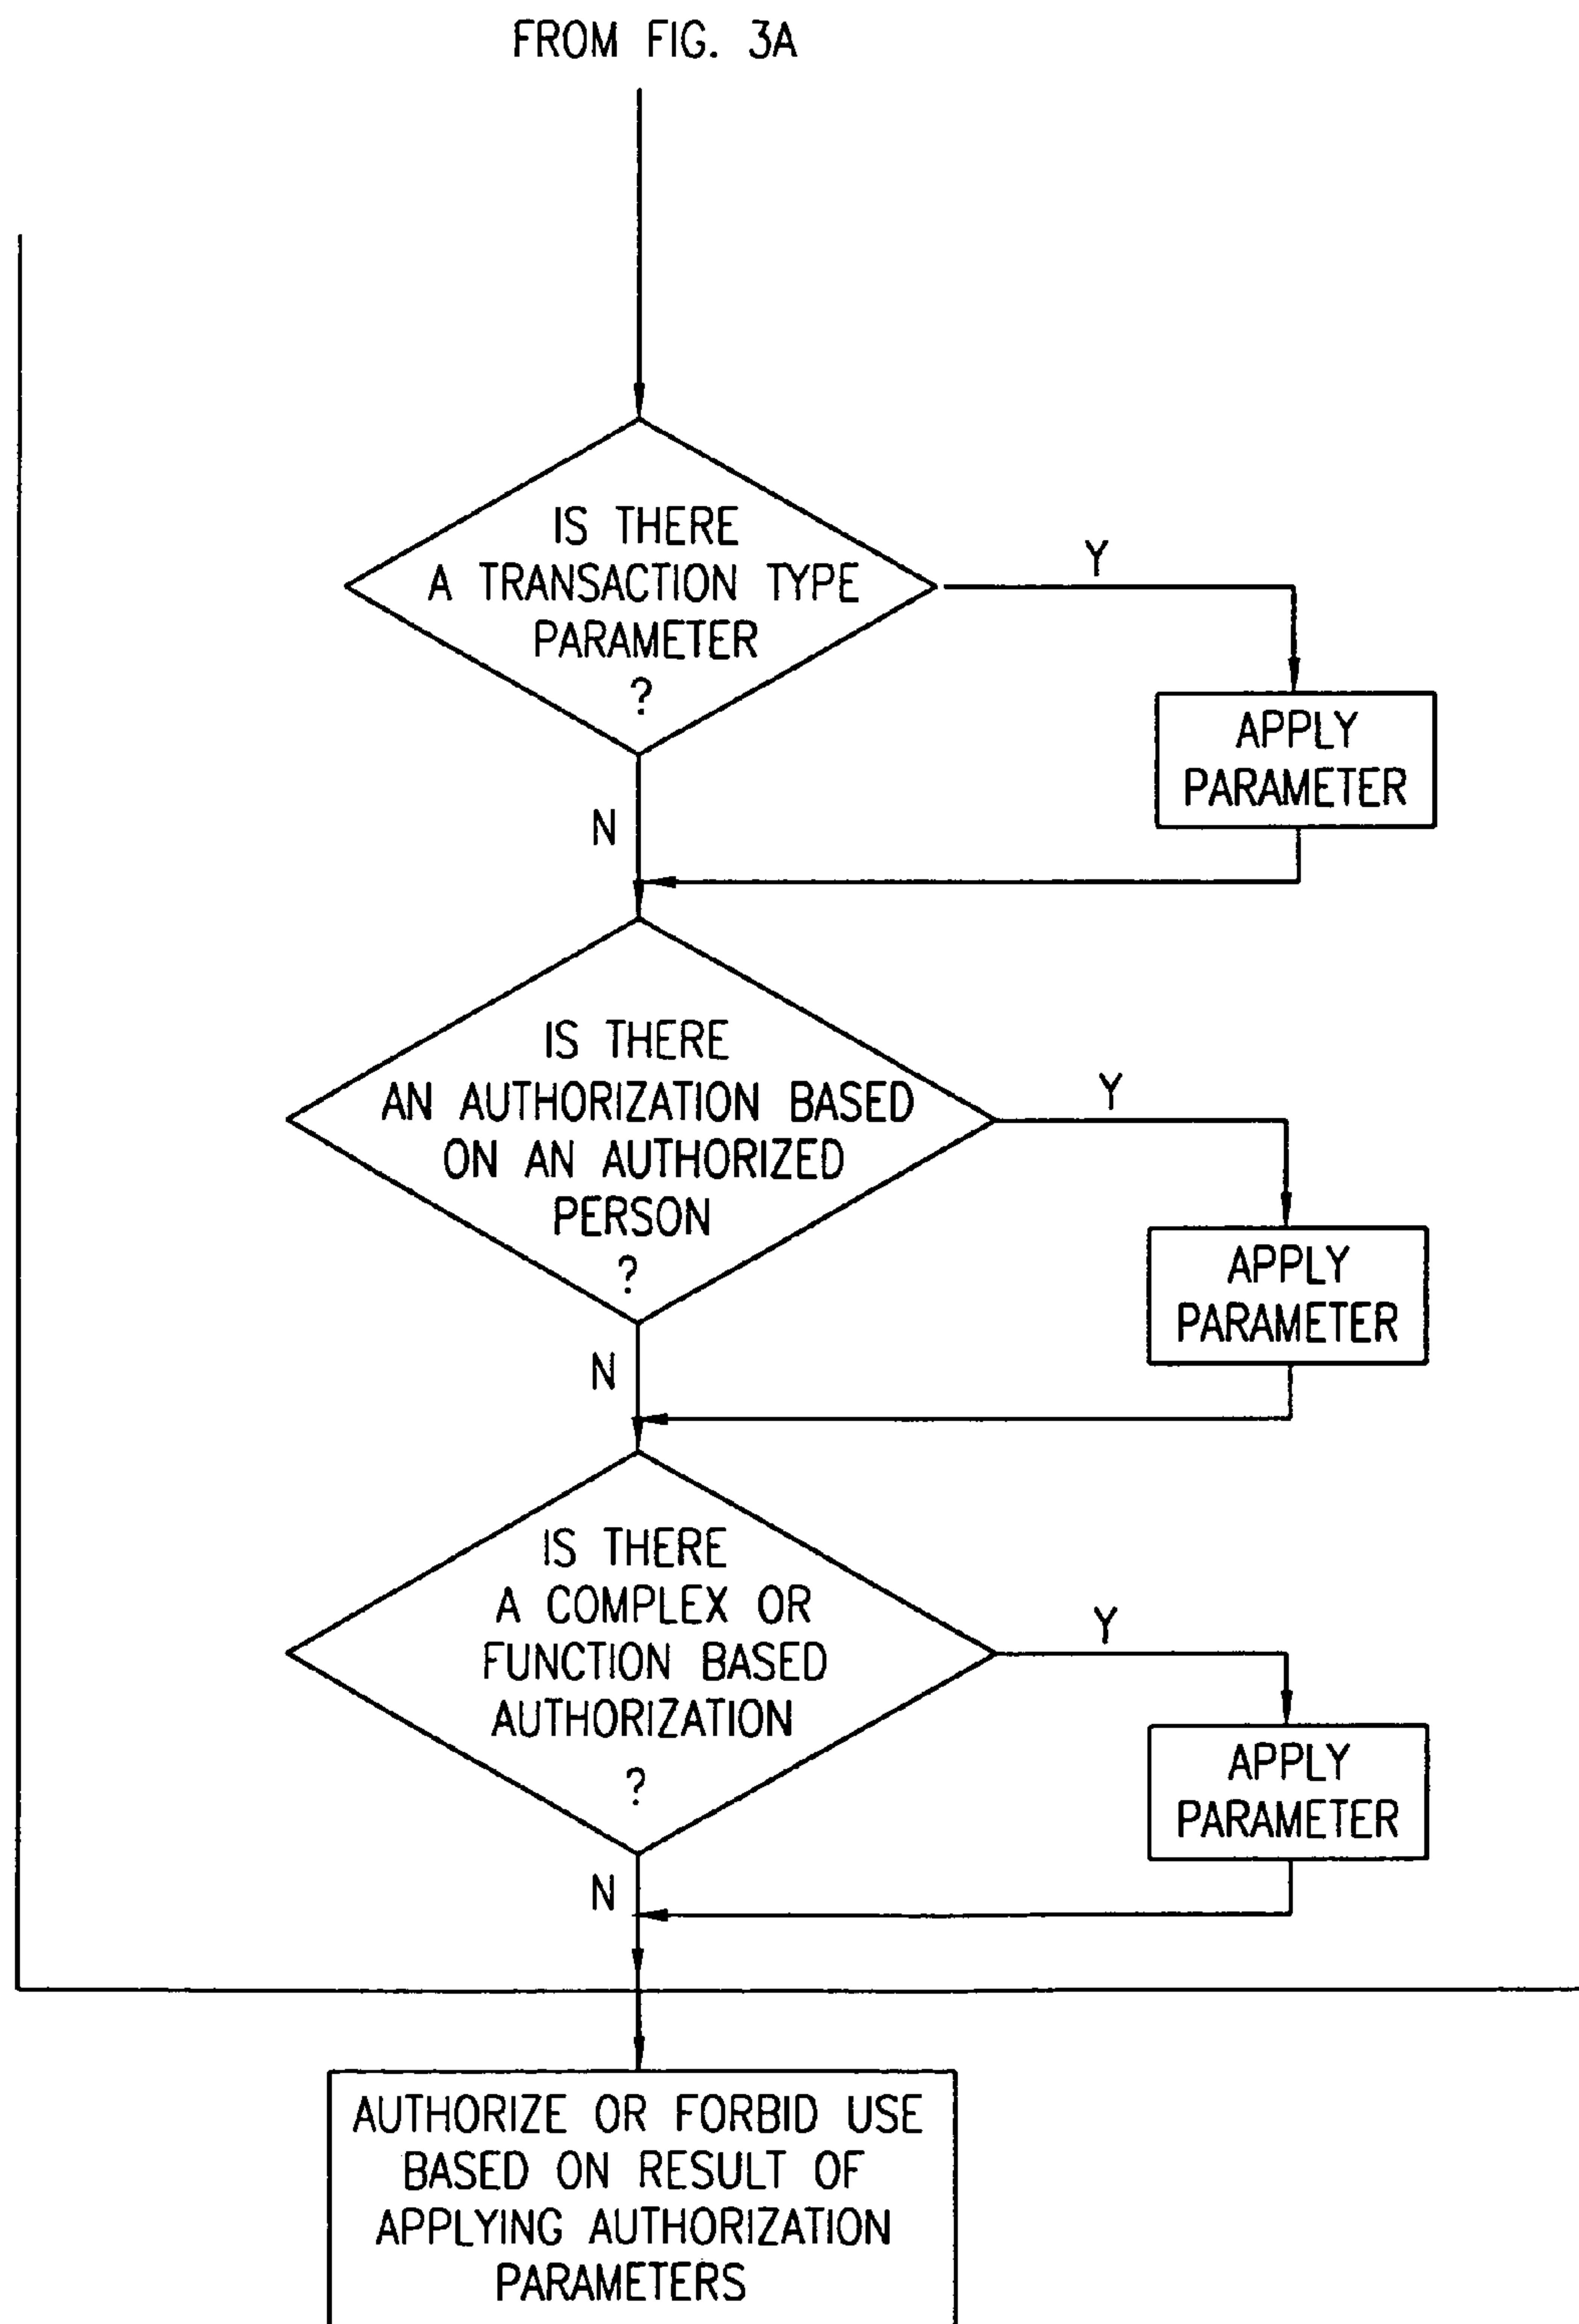 FROM FIG. 3A
IS THERE
A TRANSACTION TYPE
PARAMETER
?
Y
APPLY
PARAMETER
N
IS THERE
AN AUTHORIZATION BASED
ON AN AUTHORIZED
PERSON
?
Y
APPLY
PARAMETER
N
IS THERE
A COMPLEX OR
FUNCTION BASED
AUTHORIZATION
?
Y
APPLY
PARAMETER
N
AUTHORIZE OR FORBID USE
BASED ON RESULT OF
APPLYING AUTHORIZATION
PARAMETERS